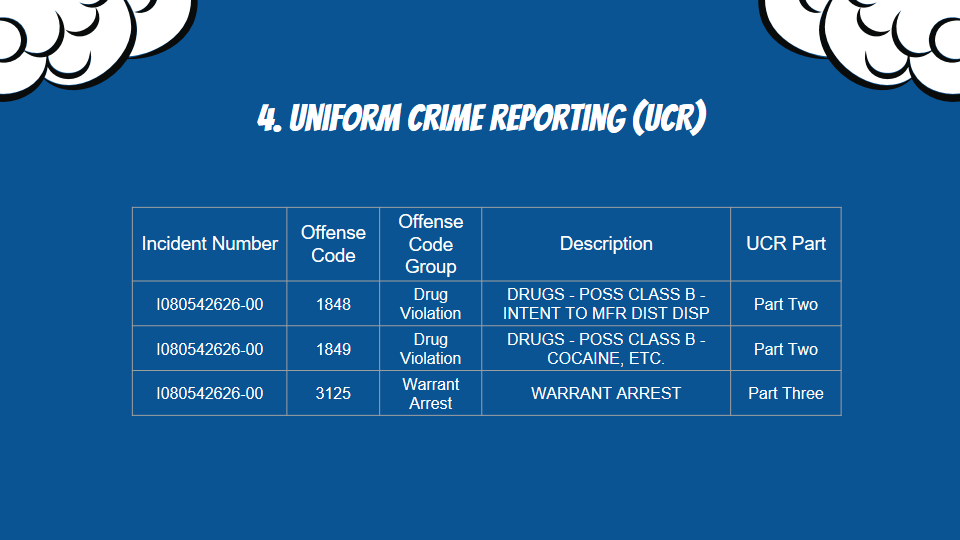 4. UNIFORM CRIME REPORTING (UCR)
Incident Number
Offense
Code
Offense
Code
Group
Description
UCR Part
I080542626-00
1848
Drug
Violation
DRUGS - POSS CLASS B -
INTENT TO MFR DIST DISP
Part Two
I080542626-00
1849
Drug
Violation
DRUGS - POSS CLASS B -
COCAINE, ETC.
Part Two
I080542626-00
3125
Warrant
Arrest
WARRANT ARREST
Part Three